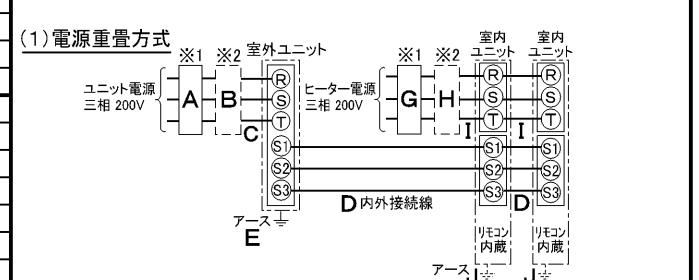 (1)電源重畳方式
※1 ※2 室外ユニット
ユニット電源
三相 200V
A B C
R
S
T
S1
S2
S3
アース
E
※1 ※2
ヒーター電源
三相 200V
G H I I
室内
ユニット
R
S
T
S1
S2
S3
リモコン
内蔵
室内
ユニット
R
S
T
S1
S2
S3
リモコン
内蔵
D 内外接続線
D
アース J J